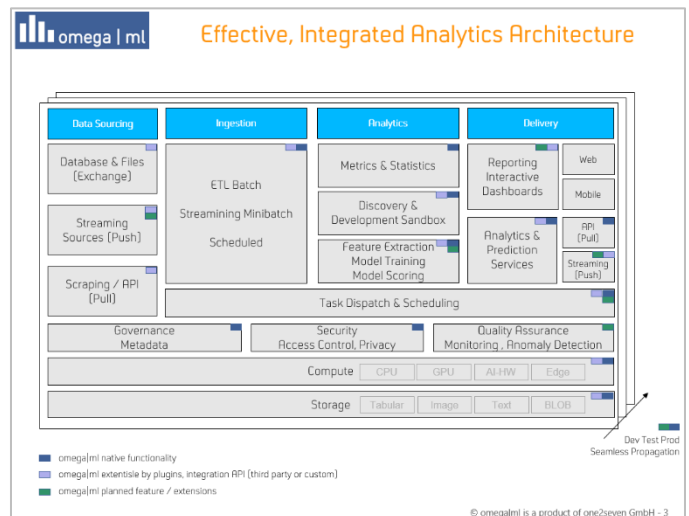 omega | ml
Effective, Integrated Analytics Architecture
Data Sourcing
Ingestion
Analytics
Delivery
Database & Files
(Exchange)
Streaming
Sources (Push)
Scraping / API
(Pull)
ETL Batch
Streamining Minibatch
Scheduled
Metrics & Statistics
Discovery &
Development Sandbox
Feature Extraction
Model Training
Model Scoring
Reporting
Interactive
Dashboards
Analytics &
Prediction
Services
Web
Mobile
API
(Pull)
Streaming
(Push)
Task Dispatch & Scheduling
Governance
Metadata
Security
Access Control, Privacy
Quality Assurance
Monitoring , Anomaly Detection
Compute
CPU
GPU
AI-HW
Edge
Storage
Tabular
Image
Text
BLOB
Dev Test Prod
Seamless Propagation
omega|ml native functionality
omega|ml extentisle by plugins, integration API (third party or custom)
omega|ml planned feature / extensions
© omega|ml is a product of one2seven GmbH - 3